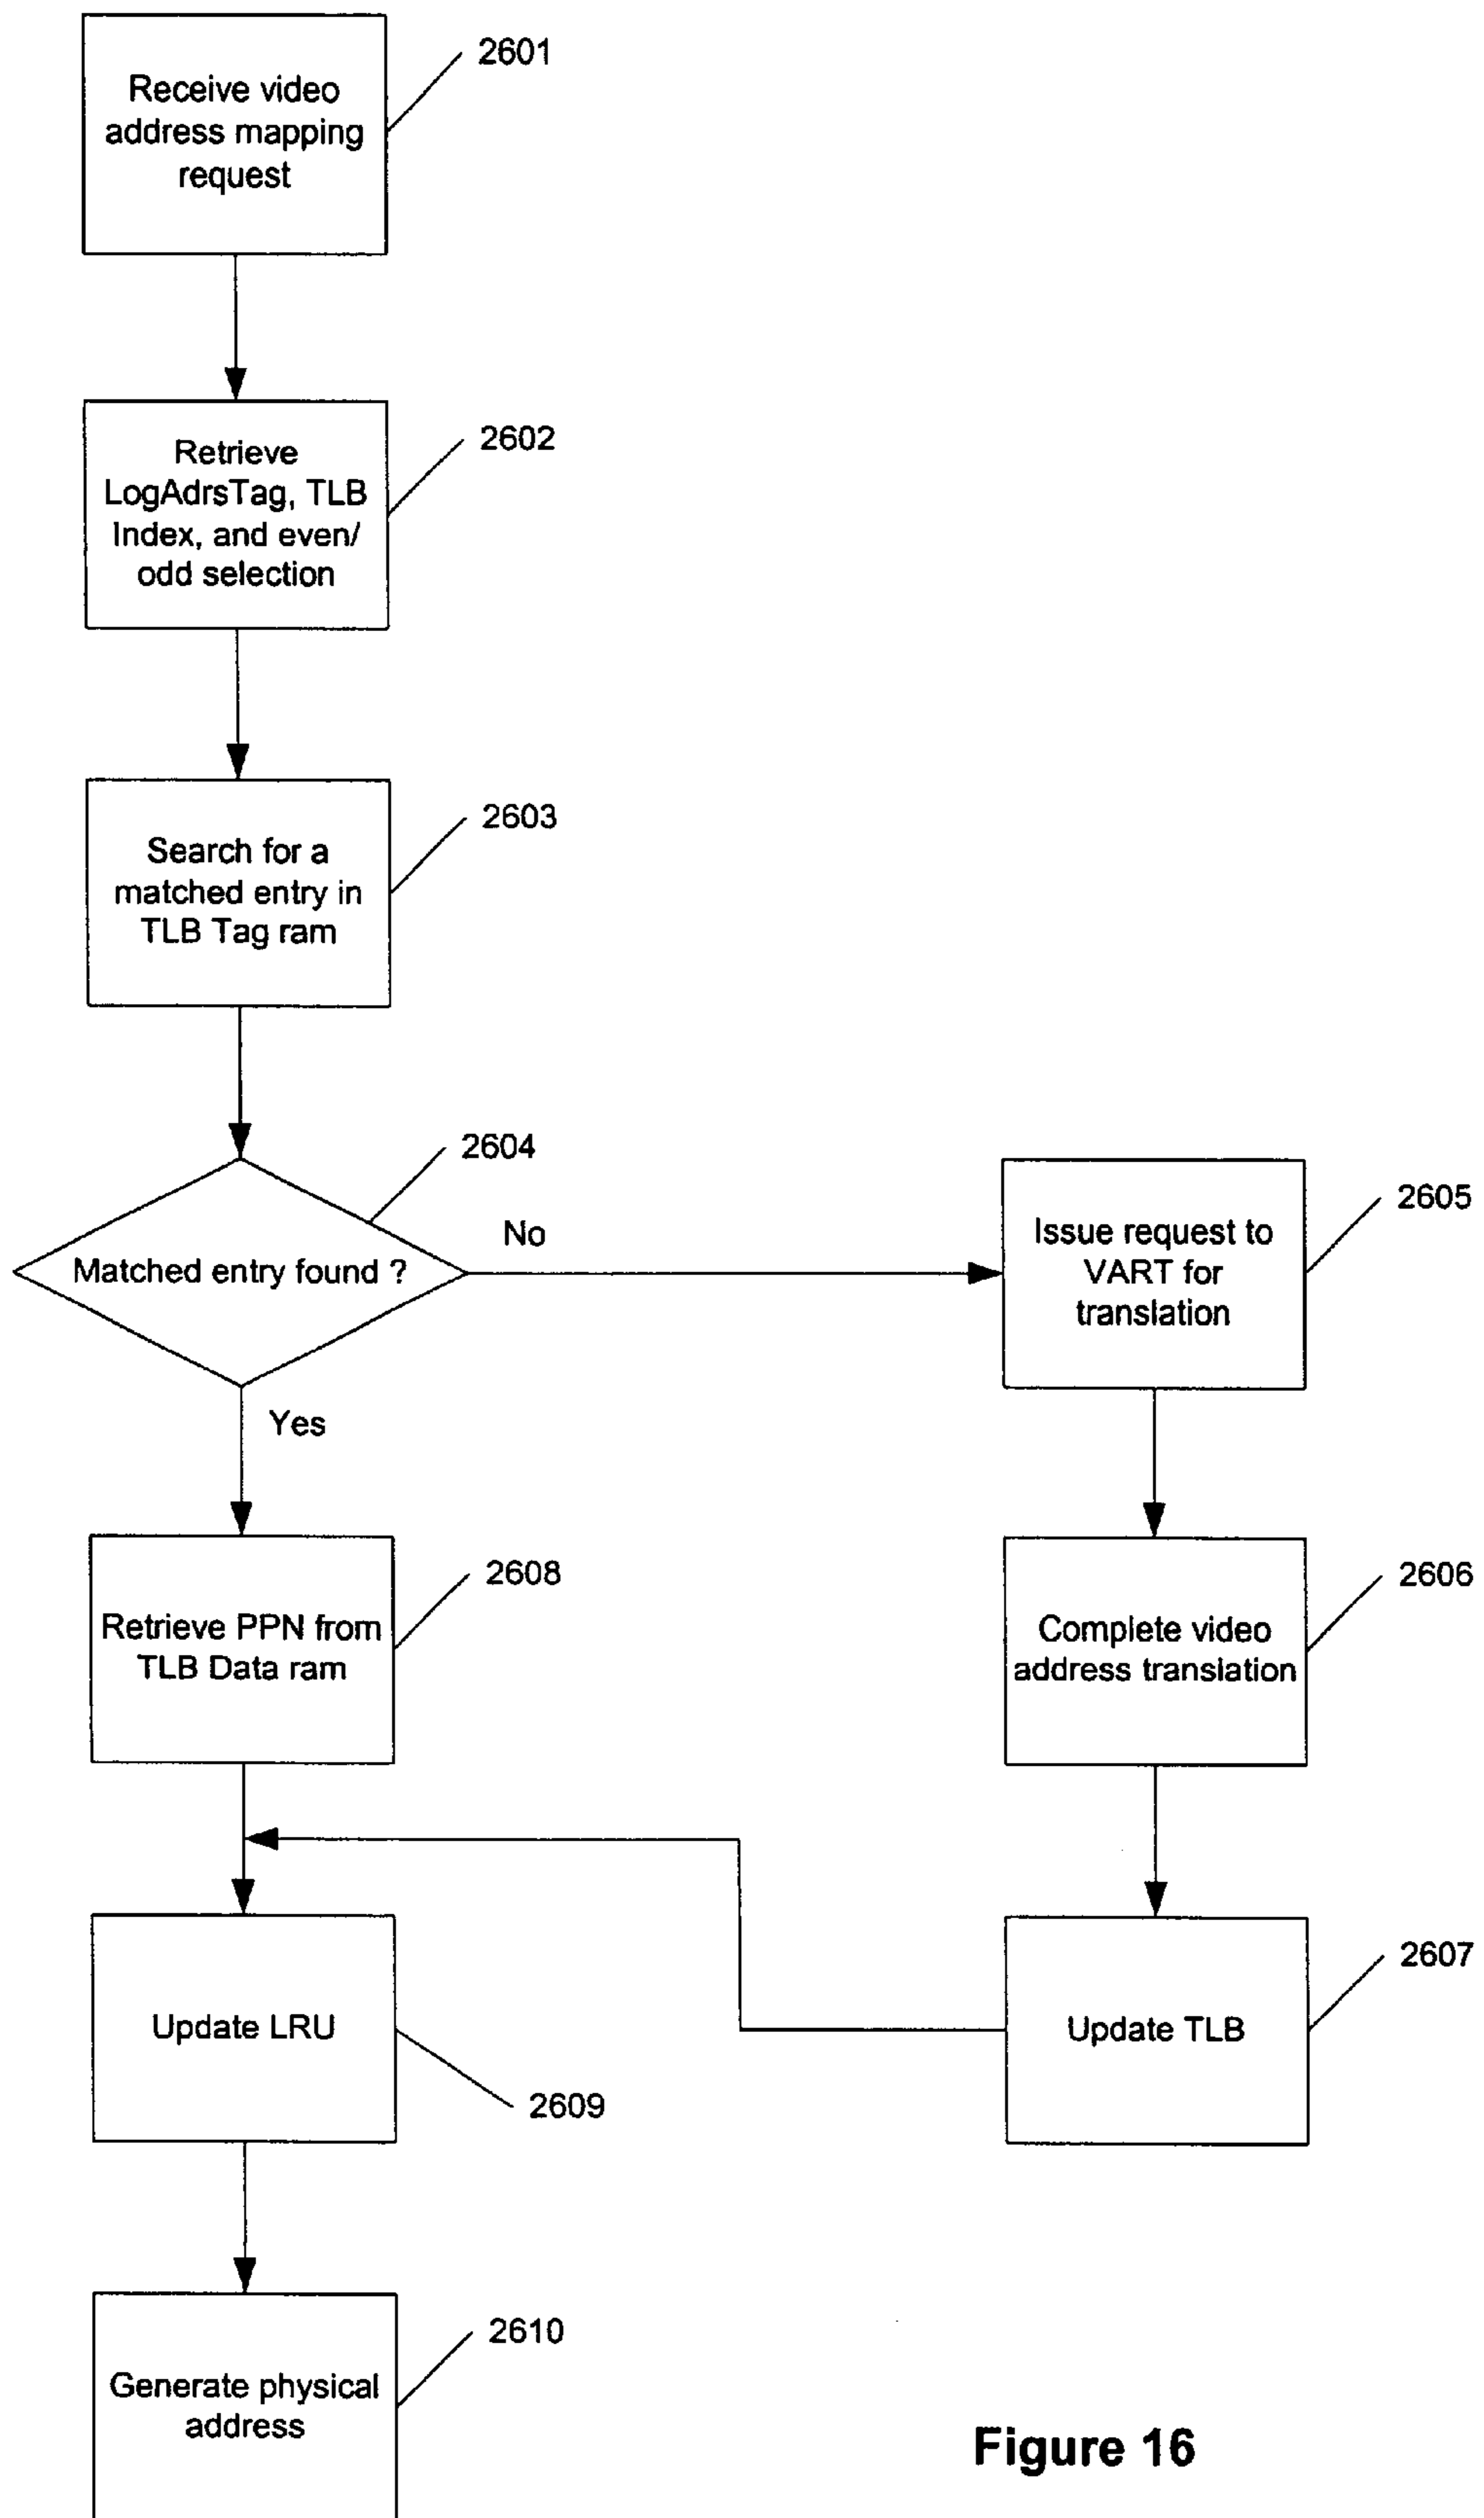 Receive video
address mapping
request
2601
Retrieve
LogAdrsTag, TLB
Index, and even/
odd selection
2602
Search for a
matched entry in
TLB Tag ram
2603
Matched entry found ?
2604
No
Yes
Issue request to
VART for
translation
2605
Retrieve PPN from
TLB Data ram
2608
Complete video
address translation
2606
Update LRU
2609
Update TLB
2607
Generate physical
address
2610
Figure 16